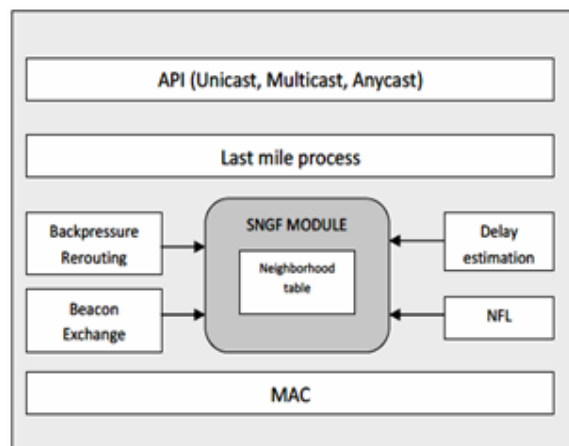 API (Unicast, Multicast, Anycast)
Last mile process
Backpressure
Rerouting
SNGF MODULE
Neighborhood
table
Delay
estimation
Beacon
Exchange
NFL
MAC